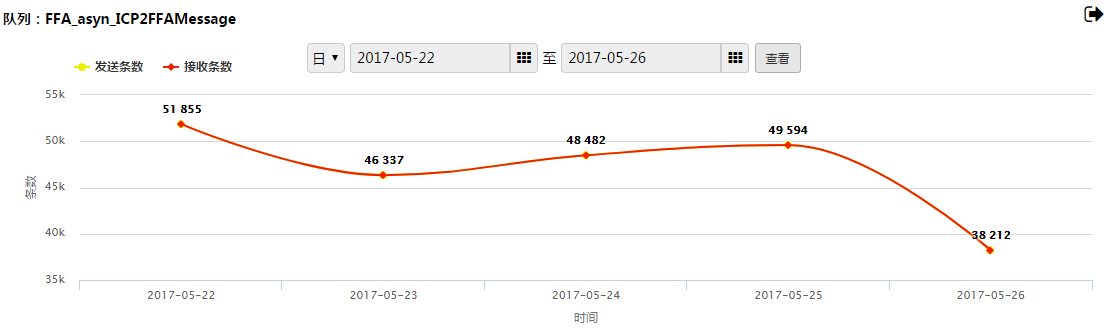 队列：FFA_asyn_ICP2FFAMessage
日 2017-05-22 至 2017-05-26 查看
发送条数 接收条数
55k
50k
45k
40k
35k
条数
51 855
46 337
48 482
49 594
38 212
2017-05-22 2017-05-23 2017-05-24 2017-05-25 2017-05-26
时间